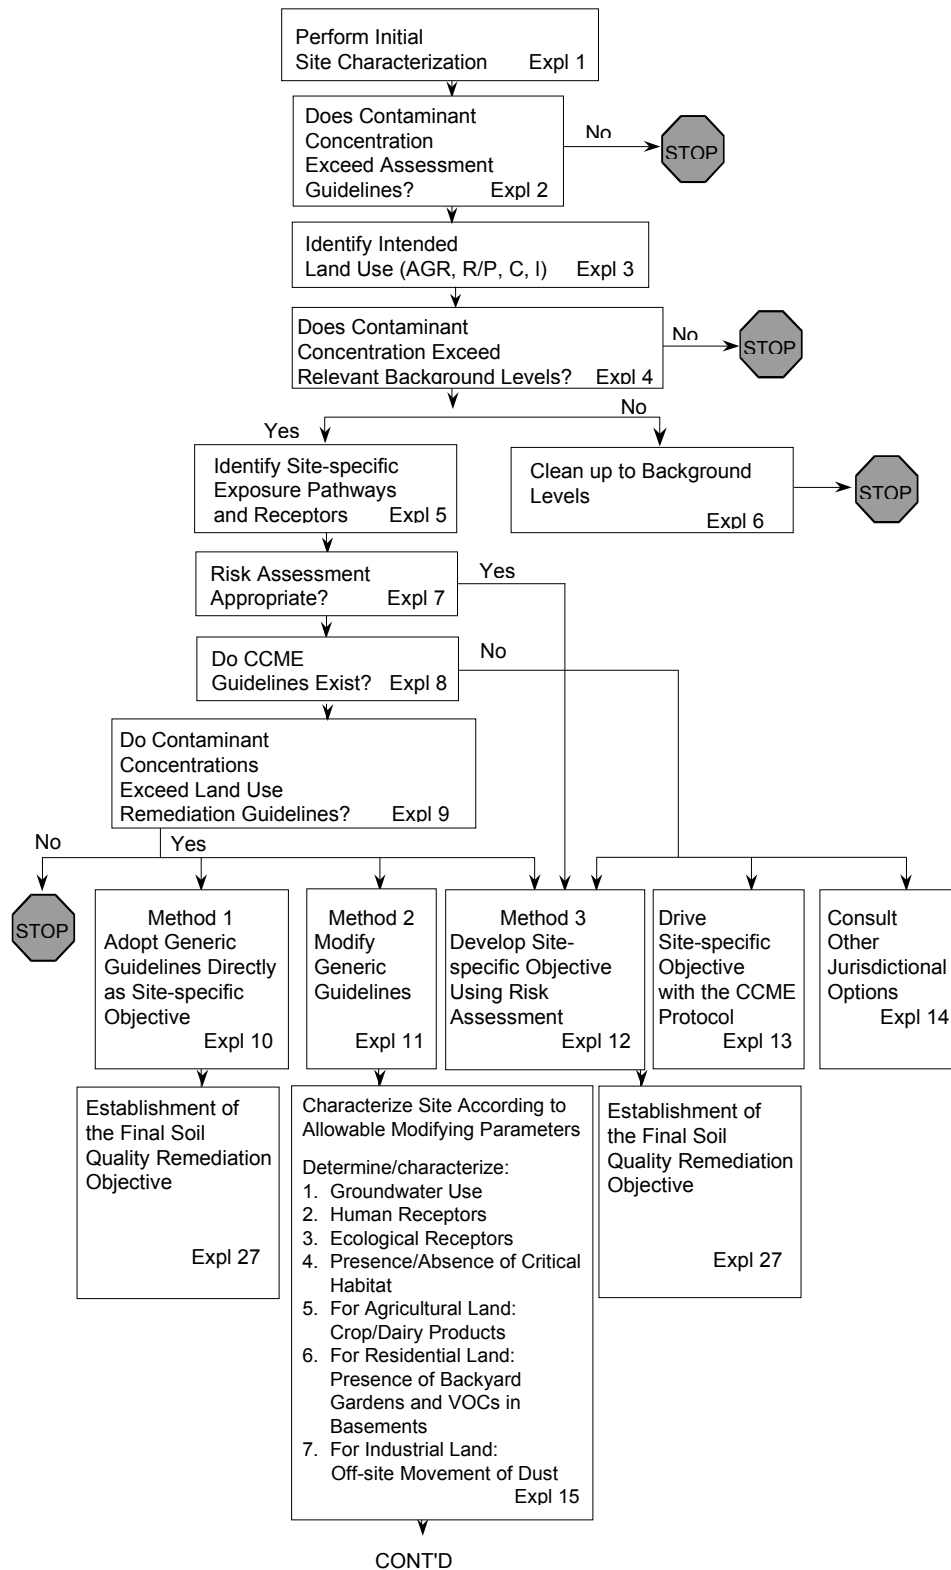 Perform Initial
Site Characterization Expl 1
Does Contaminant
Concentration
Exceed Assessment
Guidelines? Expl 2
No
STOP
Identify Intended
Land Use (AGR, R/P, C, I) Expl 3
Does Contaminant
Concentration Exceed
Relevant Background Levels? Expl 4
No
STOP
Yes
No
Identify Site-specific
Exposure Pathways
and Receptors Expl 5
Clean up to Background
Levels
Expl 6
STOP
Risk Assessment
Appropriate? Expl 7
Yes
Do CCME
Guidelines Exist? Expl 8
No
Do Contaminant
Concentrations
Exceed Land Use
Remediation Guidelines? Expl 9
No
Yes
STOP
Method 1
Adopt Generic
Guidelines Directly
as Site-specific
Objective
Expl 10
Method 2
Modify
Generic
Guidelines
Expl 11
Method 3
Develop Site-
specific Objective
Using Risk
Assessment
Expl 12
Drive
Site-specific
Objective
with the CCME
Protocol
Expl 13
Consult
Other
Jurisdictional
Options
Expl 14
Establishment of
the Final Soil
Quality Remediation
Objective
Expl 27
Characterize Site According to
Allowable Modifying Parameters
Determine/characterize:
1. Groundwater Use
2. Human Receptors
3. Ecological Receptors
4. Presence/Absence of Critical
Habitat
5. For Agricultural Land:
Crop/Dairy Products
6. For Residential Land:
Presence of Backyard
Gardens and VOCs in
Basements
7. For Industrial Land:
Off-site Movement of Dust
Expl 15
Establishment of
the Final Soil
Quality Remediation
Objective
Expl 27
CONT'D